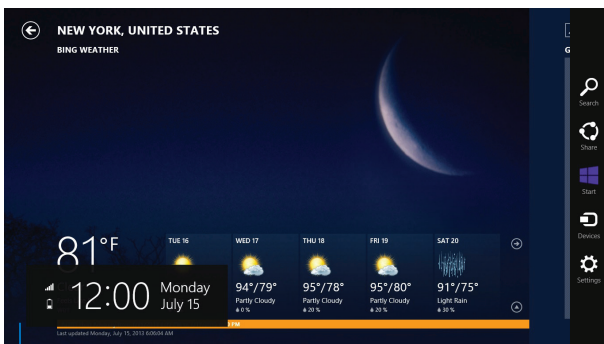 NEW YORK, UNITED STATES
BING WEATHER
G
Search
Share
Start
Devices
Settings
81°F
TUE 16
WED 17
94°/79°
Partly Cloudy
0 %
THU 18
95°/78°
Partly Cloudy
20 %
FRI 19
95°/80°
Partly Cloudy
20 %
SAT 20
91°/75°
Light Rain
30 %
12:00
Monday
July 15
PM
Last updated Monday, July 15, 2013 6:06:04 AM